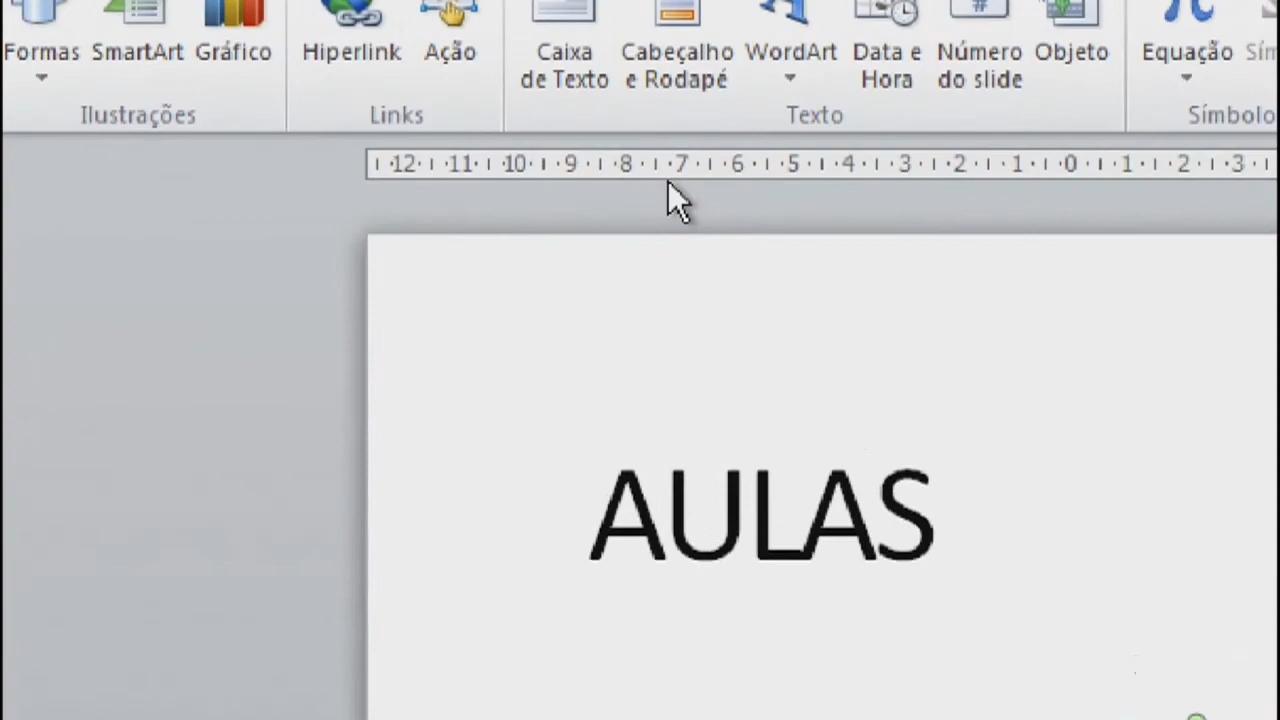 Formas SmartArt Gráfico Hiperlink Ação Caixa de Texto Cabeçalho e Rodapé WordArt Data e Hora Número do slide Objeto Equação
Ilustrações Links Texto
12 11 10 9 8 7 6 5 4 3 2 1 0 1 2 3
AULAS